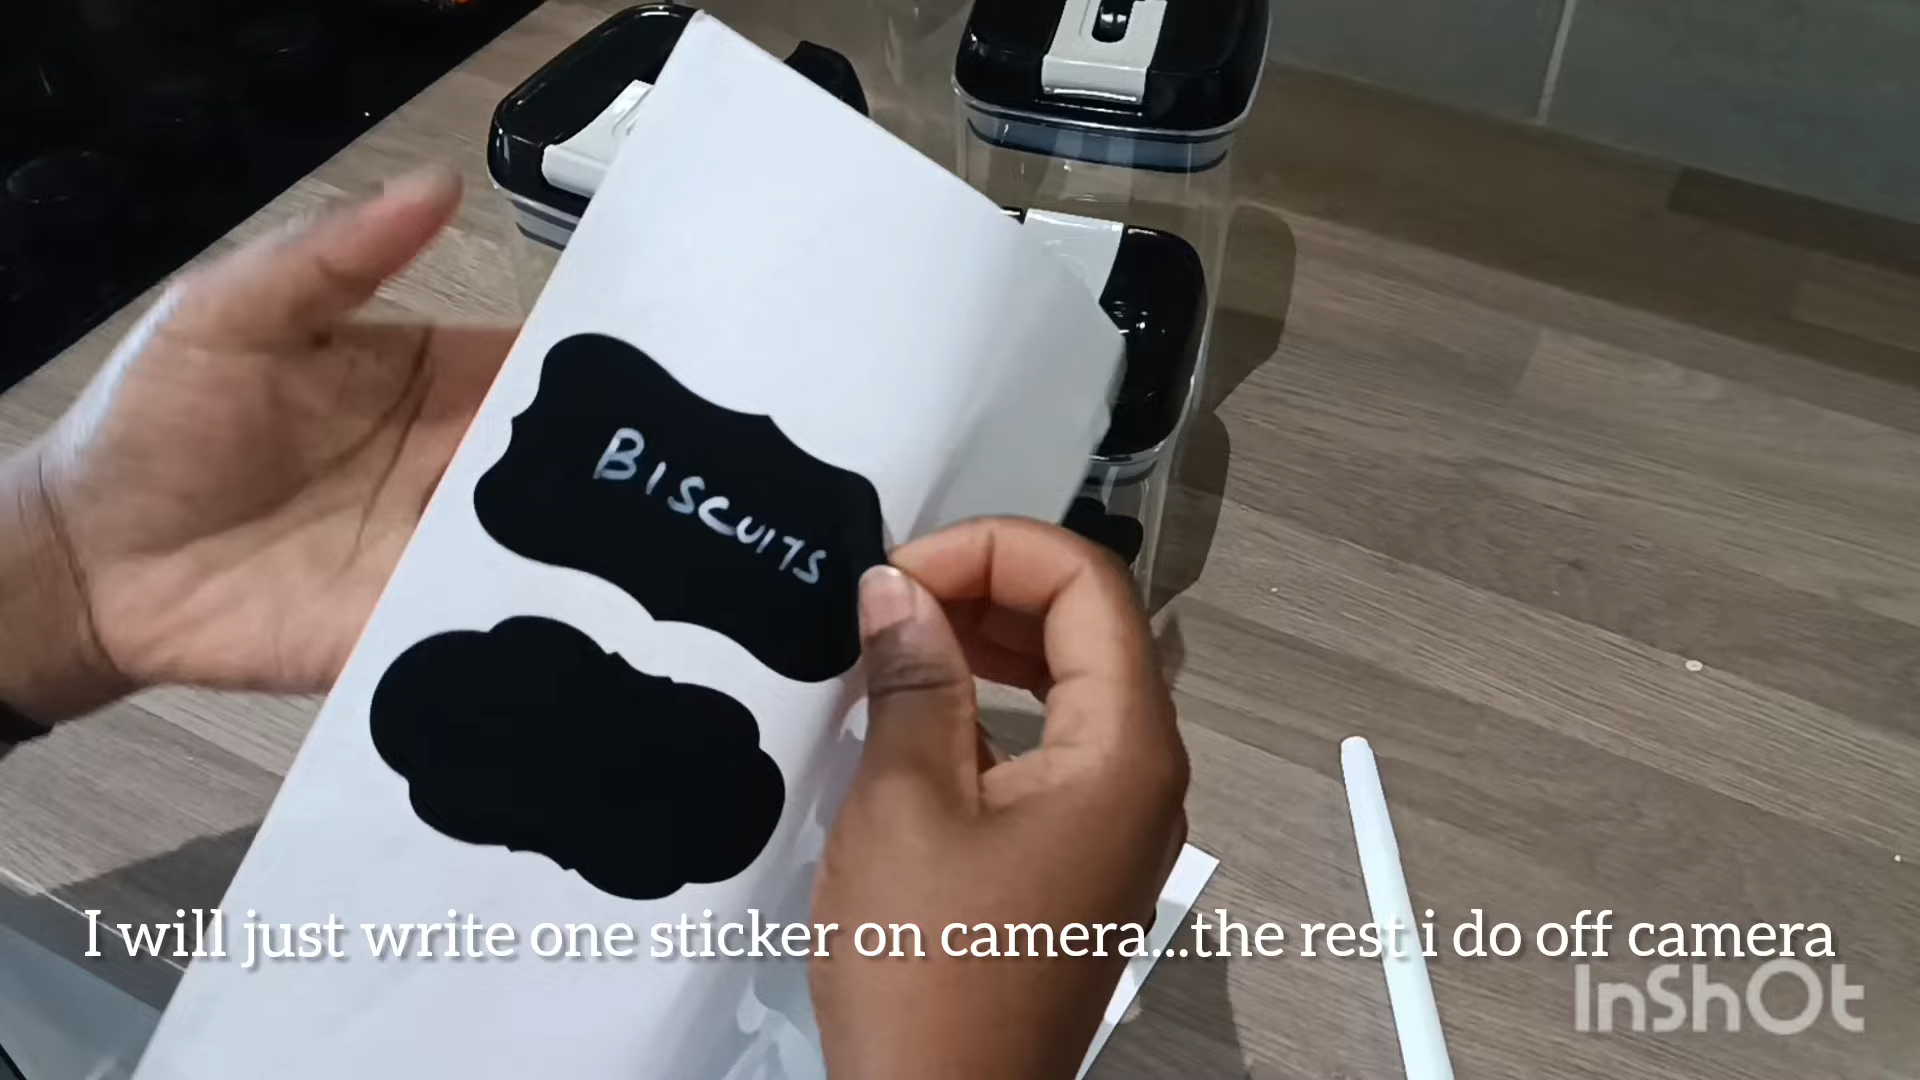 BISCUITS
I will just write one sticker on camera...the rest i do off camera
InShOt